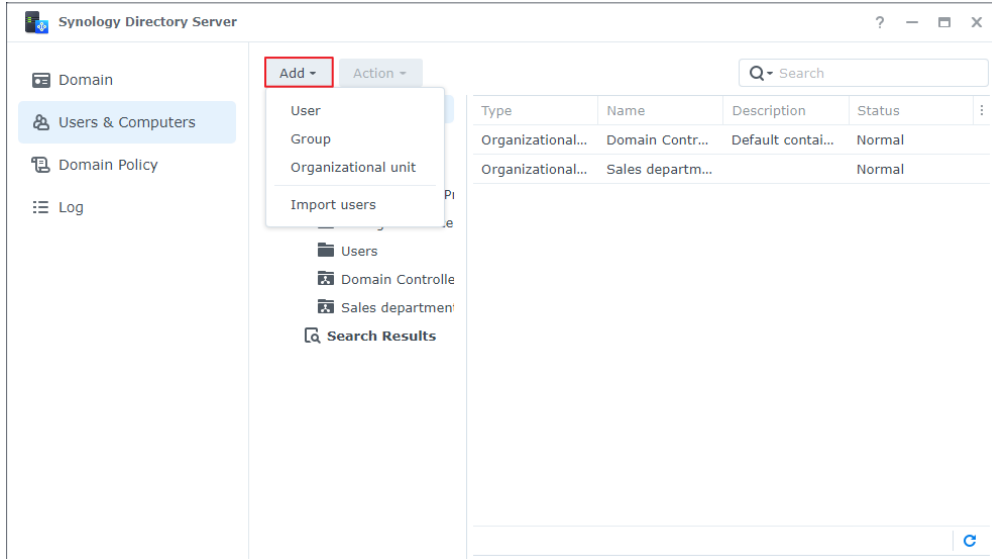 Synology Directory Server
?
Domain
Users & Computers
Domain Policy
Log
Add
Action
Search
User
Group
Organizational unit
Import users
Users
Domain Controlle
Sales department
Search Results
Type Name Description Status
Organizational... Domain Contr... Default contai... Normal
Organizational... Sales departm... Normal